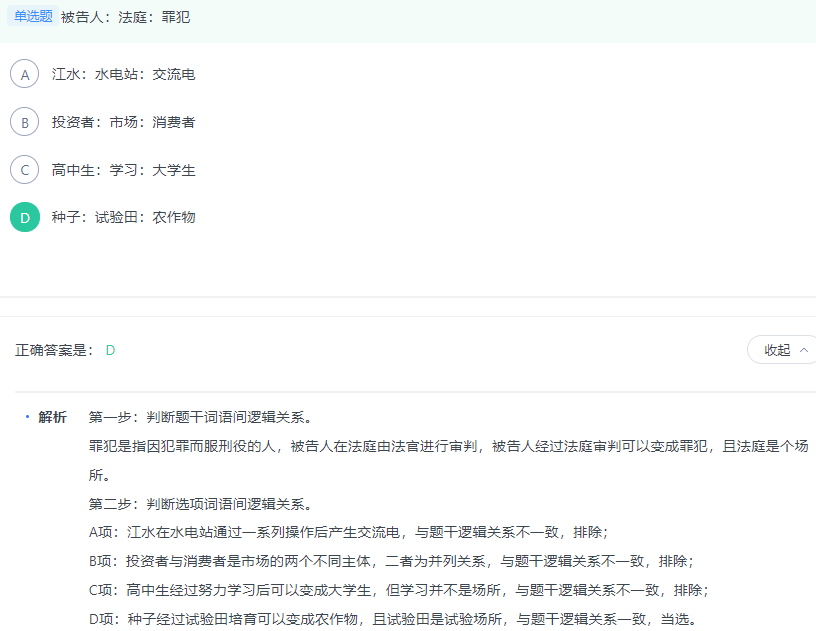 单选题 被告人：法庭：罪犯
A 江水：水电站：交流电
B 投资者：市场：消费者
C 高中生：学习：大学生
D 种子：试验田：农作物
正确答案是： D
收起
解析 第一步：判断题干词语间逻辑关系。
罪犯是指因犯罪而服刑役的人，被告人在法庭由法官进行审判，被告人经过法庭审判可以变成罪犯，且法庭是个场
所。
第二步：判断选项词语间逻辑关系。
A项：江水在水电站通过一系列操作后产生交流电，与题干逻辑关系不一致，排除；
B项：投资者与消费者是市场的两个不同主体，二者为并列关系，与题干逻辑关系不一致，排除；
C项：高中生经过努力学习后可以变成大学生，但学习并不是场所，与题干逻辑关系不一致，排除；
D项：种子经过试验田培育可以变成农作物，且试验田是试验场所，与题干逻辑关系一致，当选。